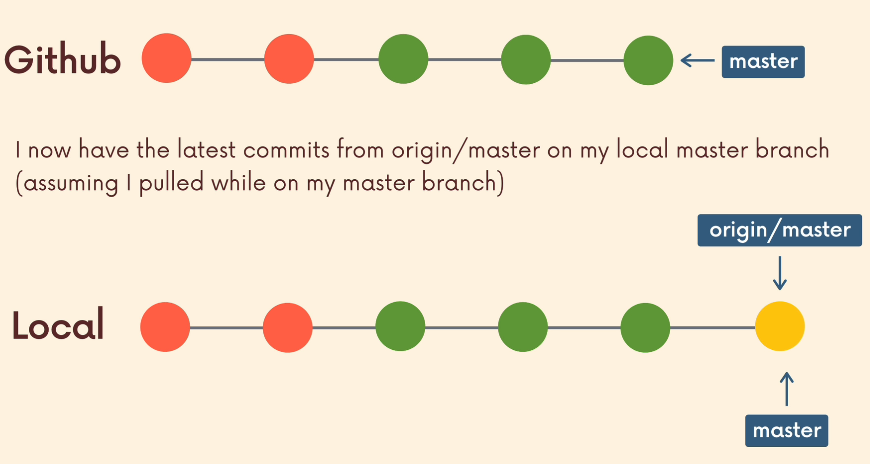 Github
master
I now have the latest commits from origin/master on my local master branch
(assuming I pulled while on my master branch)
origin/master
Local
master